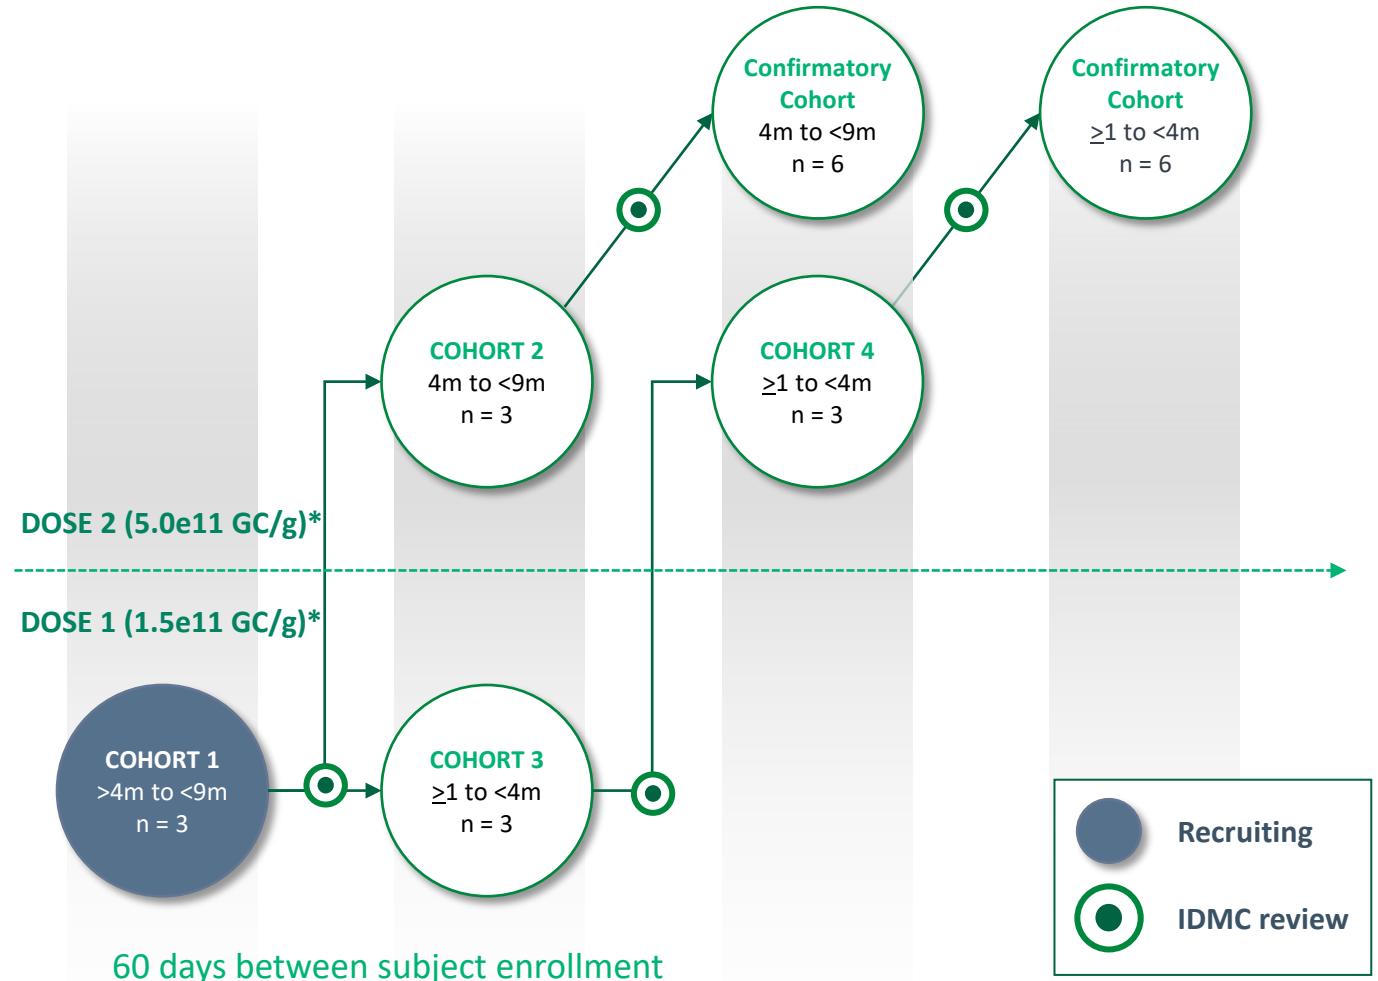 Confirmatory
Cohort
4m to <9m
n = 6
Confirmatory
Cohort
≥1 to <4m
n = 6
COHORT 2
4m to <9m
n = 3
COHORT 4
≥1 to <4m
n = 3
DOSE 2 (5.0e11 GC/g)*
DOSE 1 (1.5e11 GC/g)*
COHORT 1
>4m to <9m
n = 3
COHORT 3
≥1 to <4m
n = 3
Recruiting
IDMC review
60 days between subject enrollment